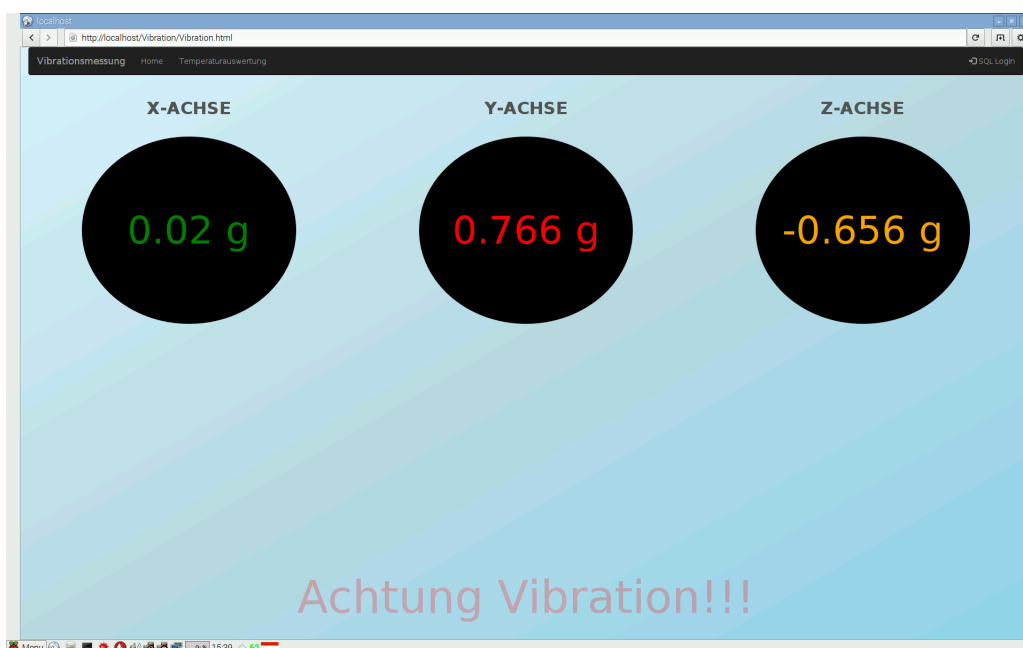 localhost
http://localhost/Vibration/Vibration.html
Vibrationsmessung Home Temperaturauswertung SQL Login
X-ACHSE Y-ACHSE Z-ACHSE
0.02 g 0.766 g -0.656 g
Achtung Vibration!!!
Menu 15:39